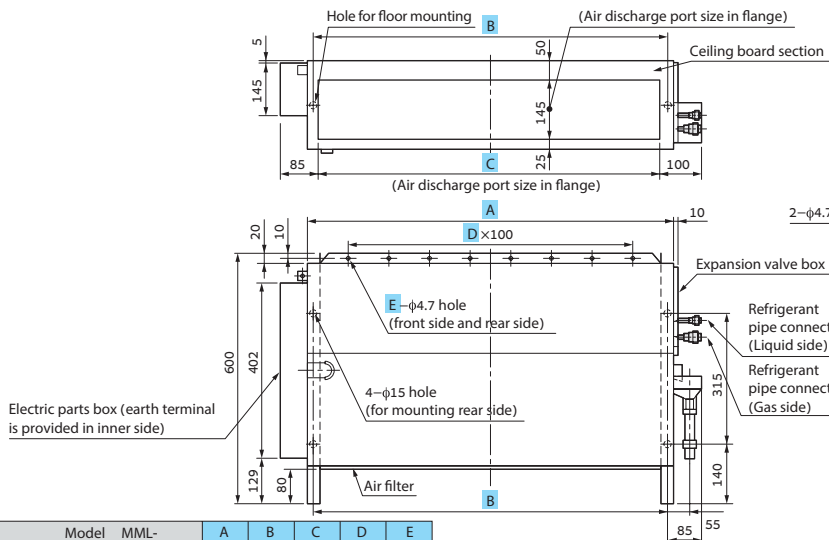 Hole for floor mounting
B
(Air discharge port size in flange)
5
50
Ceiling board section
145
145
85
C
25
100
(Air discharge port size in flange)
A
10
2–ϕ4.7
20
10
D ×100
Expansion valve box
E –ϕ4.7 hole
(front side and rear side)
Refrigerant
pipe connect
(Liquid side)
600
402
315
4–ϕ15 hole
(for mounting rear side)
Refrigerant
pipe connect
(Gas side)
Electric parts box (earth terminal
is provided in inner side)
129
80
Air filter
140
B
55
85
Model MML- A B C D E